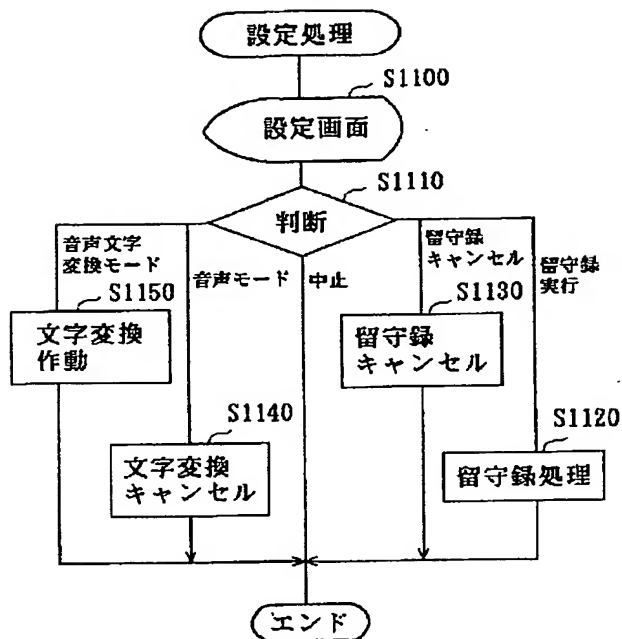 設定処理
S1100
設定画面
S1110
判断
音声文字
変換モード
音声モード
中止
留守録
キャンセル
留守録
実行
S1150
文字変換
作動
S1130
留守録
キャンセル
S1140
文字変換
キャンセル
S1120
留守録処理
エンド